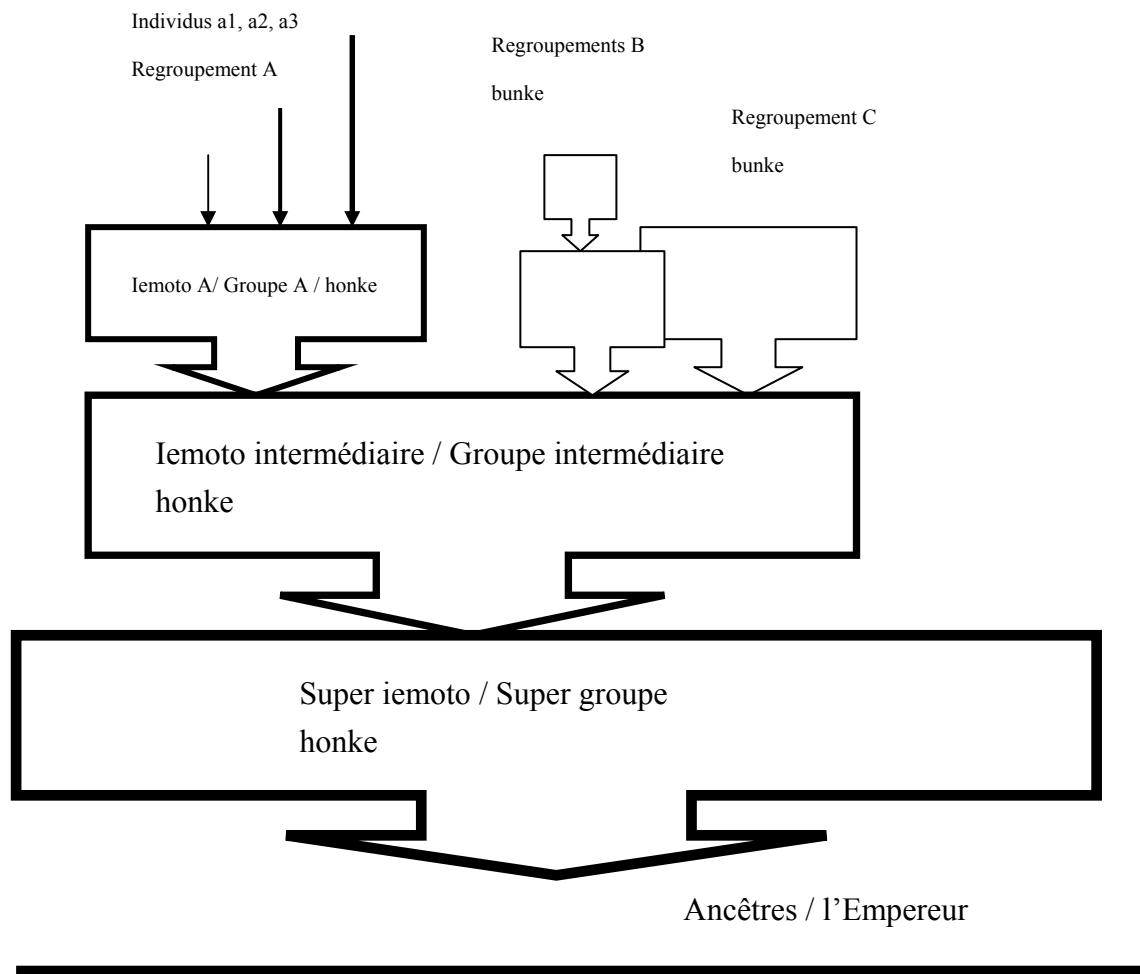 Individus a1, a2, a3
Regroupement A
Regroupements B
bunke
Regroupement C
bunke
Iemoto A/ Groupe A / honke
Iemoto intermédiaire / Groupe intermédiaire
honke
Super iemoto / Super groupe
honke
Ancêtres / l’Empereur